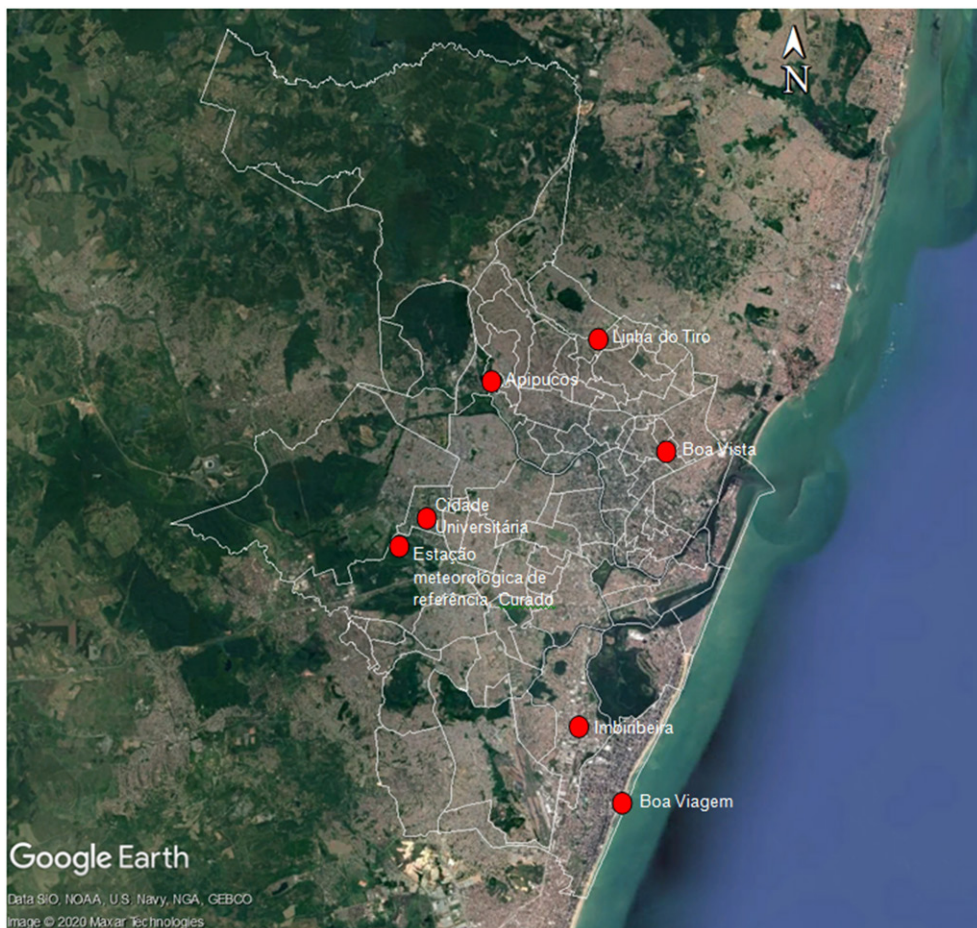 N
Linha do Tiro
Apipucos
Boa Vista
Cidade
Universitária
Estação
meteorológica de
referência, Curado
Imbiribeira
Boa Viagem
Google Earth
Data SIO, NOAA, U.S. Navy, NGA, GEBCO
Image © 2020 Maxar Technologies